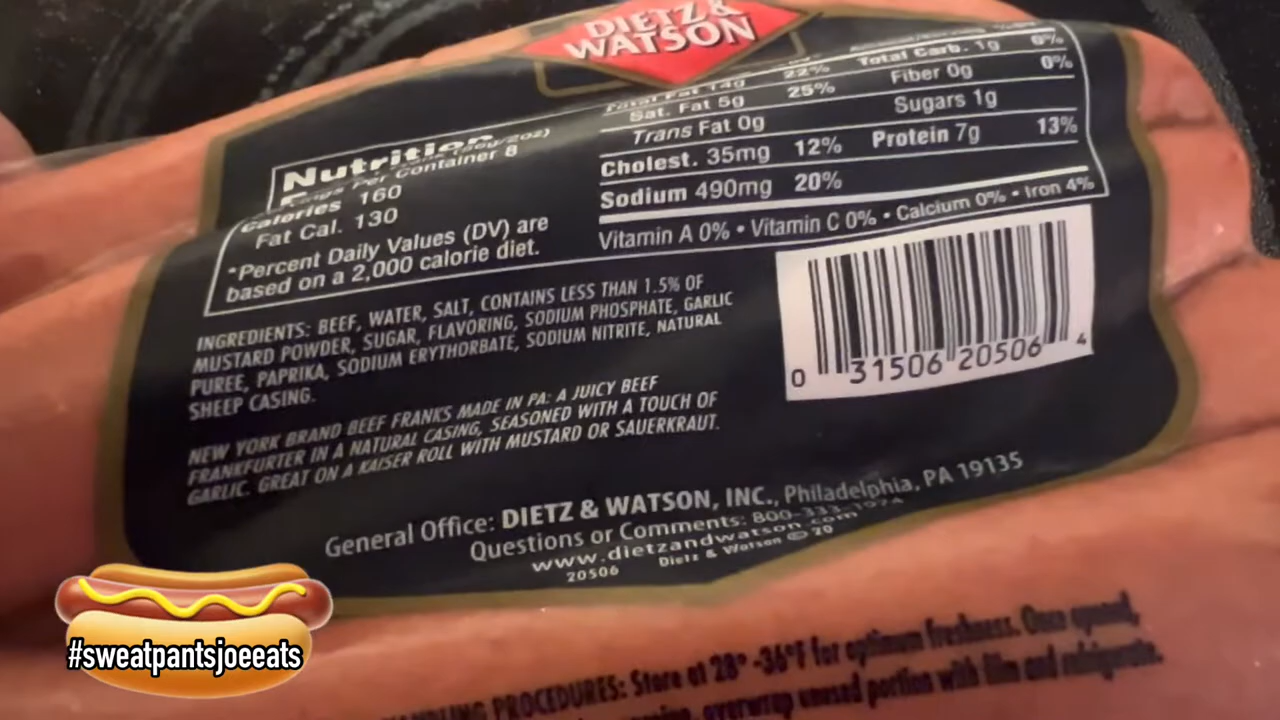 DIETZ &
WATSON
Nutrition
Per Container 8
Calories 160
Fat Cal. 130
*Percent Daily Values (DV) are
based on a 2,000 calorie diet.
Total Fat 14g 22%
Sat. Fat 5g 25%
Trans Fat 0g
Cholest. 35mg 12%
Sodium 490mg 20%
Total Carb. 1g 0%
Fiber 0g 0%
Sugars 1g
Protein 7g 13%
Vitamin A 0% • Vitamin C 0% • Calcium 0% • Iron 4%
INGREDIENTS: BEEF, WATER, SALT, CONTAINS LESS THAN 1.5% OF
MUSTARD POWDER, SUGAR, FLAVORING, SODIUM PHOSPHATE, GARLIC
PUREE, PAPRIKA, SODIUM ERYTHORBATE, SODIUM NITRITE, NATURAL
SHEEP CASING.
NEW YORK BRAND BEEF FRANKS MADE IN PA: A JUICY BEEF
FRANKFURTER IN A NATURAL CASING, SEASONED WITH A TOUCH OF
GARLIC. GREAT ON A KAISER ROLL WITH MUSTARD OR SAUERKRAUT.
0 31506 20506 4
General Office: DIETZ & WATSON, INC., Philadelphia, PA 19135
Questions or Comments: 800-333-1974
www.dietzandwatson.com
20506 Dietz & Watson © 20
#sweatpantsjoeeats
PROCEDURES: Store at 28° -36°F for optimum freshness. Once opened,
overwrap unused portion with film and refrigerate.